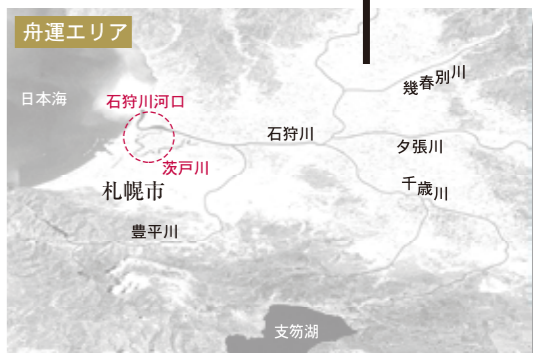 舟運エリア
幾春別川
日本海
石狩川河口
石狩川
夕張川
茨戸川
千歳川
札幌市
豊平川
支笏湖